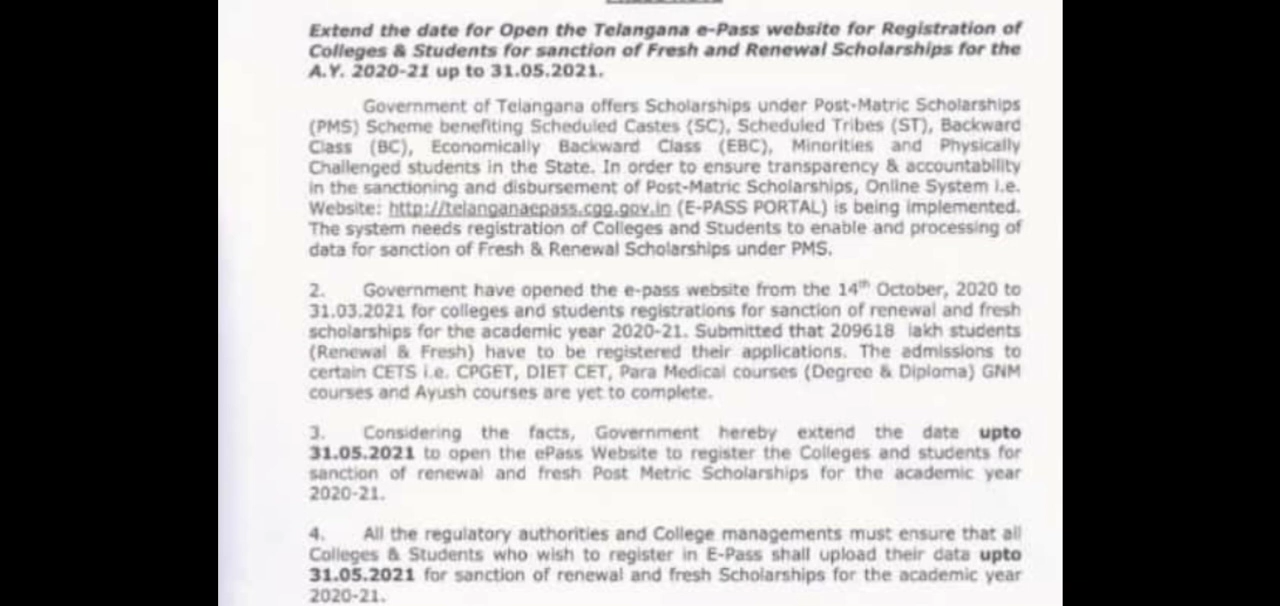 Extend the date for Open the Telangana e-Pass website for Registration of
Colleges & Students for sanction of Fresh and Renewal Scholarships for the
A.Y. 2020-21 up to 31.05.2021.
Government of Telangana offers Scholarships under Post-Matric Scholarships
(PMS) Scheme benefiting Scheduled Castes (SC), Scheduled Tribes (ST), Backward
Class (BC), Economically Backward Class (EBC), Minorities and Physically
Challenged students in the State. In order to ensure transparency & accountability
in the sanctioning and disbursement of Post-Matric Scholarships, Online System i.e.
Website: http://telanganaepass.cgg.gov.in (E-PASS PORTAL) is being implemented.
The system needs registration of Colleges and Students to enable and processing of
data for sanction of Fresh & Renewal Scholarships under PMS.
2. Government have opened the e-pass website from the 14th October, 2020 to
31.03.2021 for colleges and students registrations for sanction of renewal and fresh
scholarships for the academic year 2020-21. Submitted that 209618 lakh students
(Renewal & Fresh) have to be registered their applications. The admissions to
certain CETS i.e. CPGET, DIET CET, Para Medical courses (Degree & Diploma) GNM
courses and Ayush courses are yet to complete.
3. Considering the facts, Government hereby extend the date upto
31.05.2021 to open the ePass Website to register the Colleges and students for
sanction of renewal and fresh Post Metric Scholarships for the academic year
2020-21.
4. All the regulatory authorities and College managements must ensure that all
Colleges & Students who wish to register in E-Pass shall upload their data upto
31.05.2021 for sanction of renewal and fresh Scholarships for the academic year
2020-21.